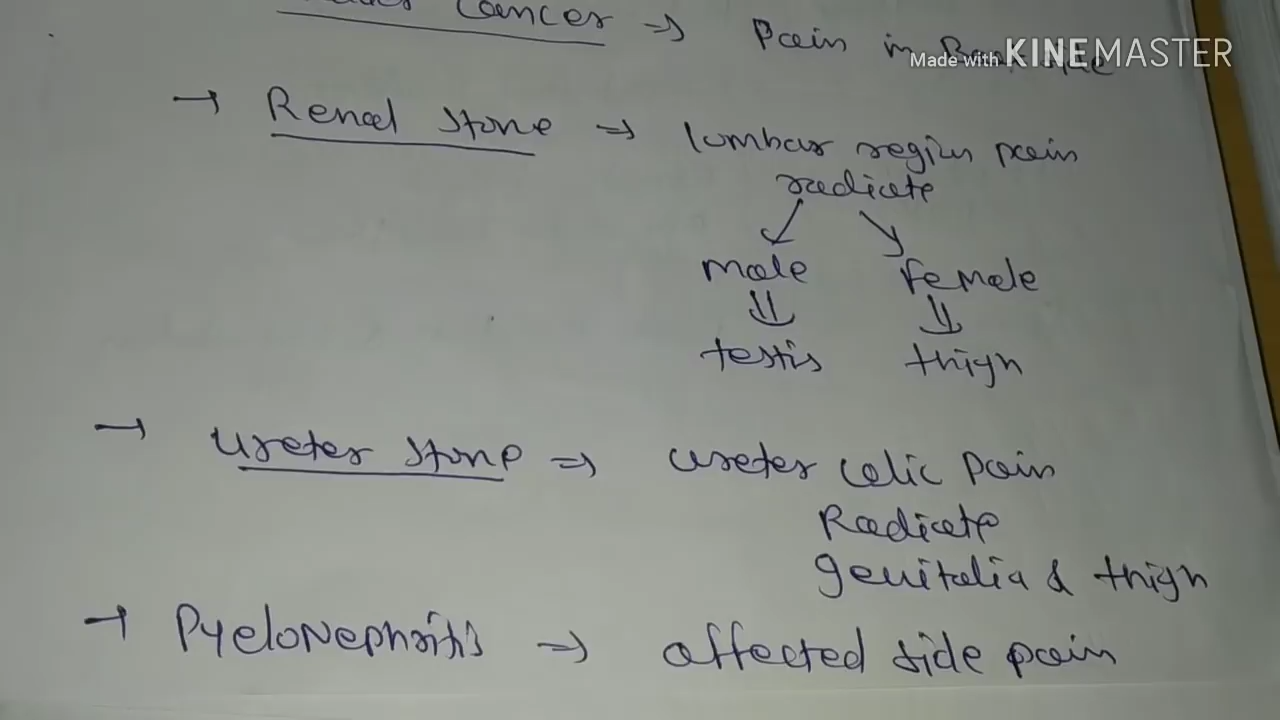 Cancer ⇒ Pain in
Made with KINEMASTER
→ Renal stone ⇒ lumbar region pain
radiate
↙ ↘
male female
⇓ ⇓
testis thigh
→ Ureter stone ⇒ ureter colic pain
Radiate
genitalia & thigh
→ Pyelonephritis ⇒ affected side pain